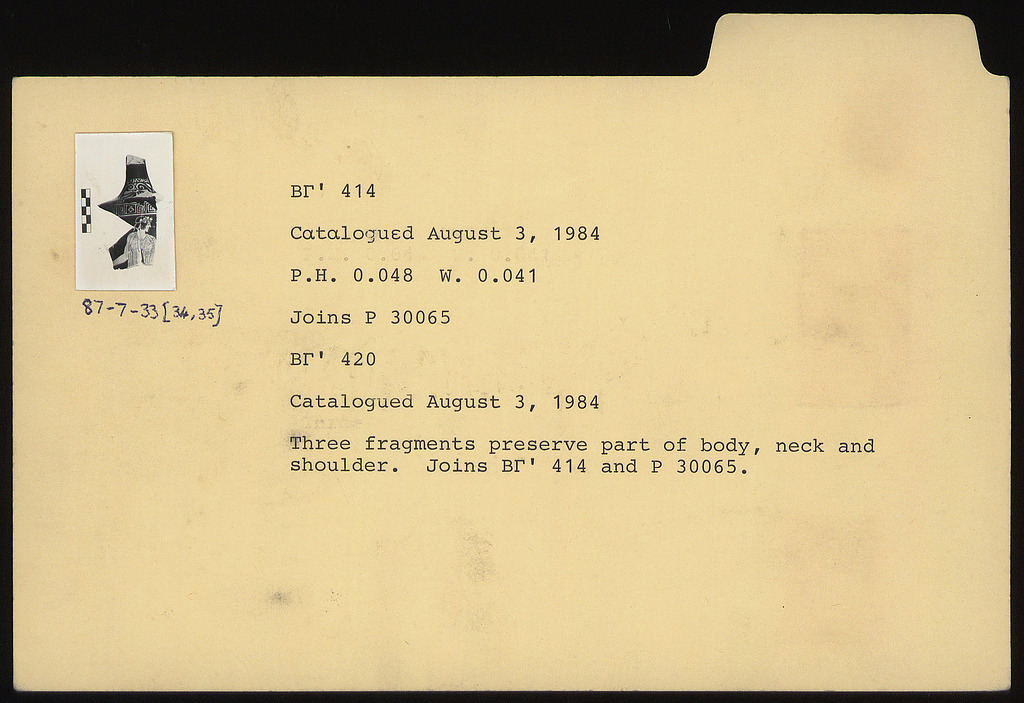 87-7-33[34,35]
ΒΓ' 414
Cαtαloguεd August 3, 1984
P.H. 0.048  W. 0.041
Joins P 30065
ΒΓ' 420
Catalogued August 3, 1984
Three fragments preserve part of body, neck and
shoulder.  Joins ΒΓ' 414 and P 30065.